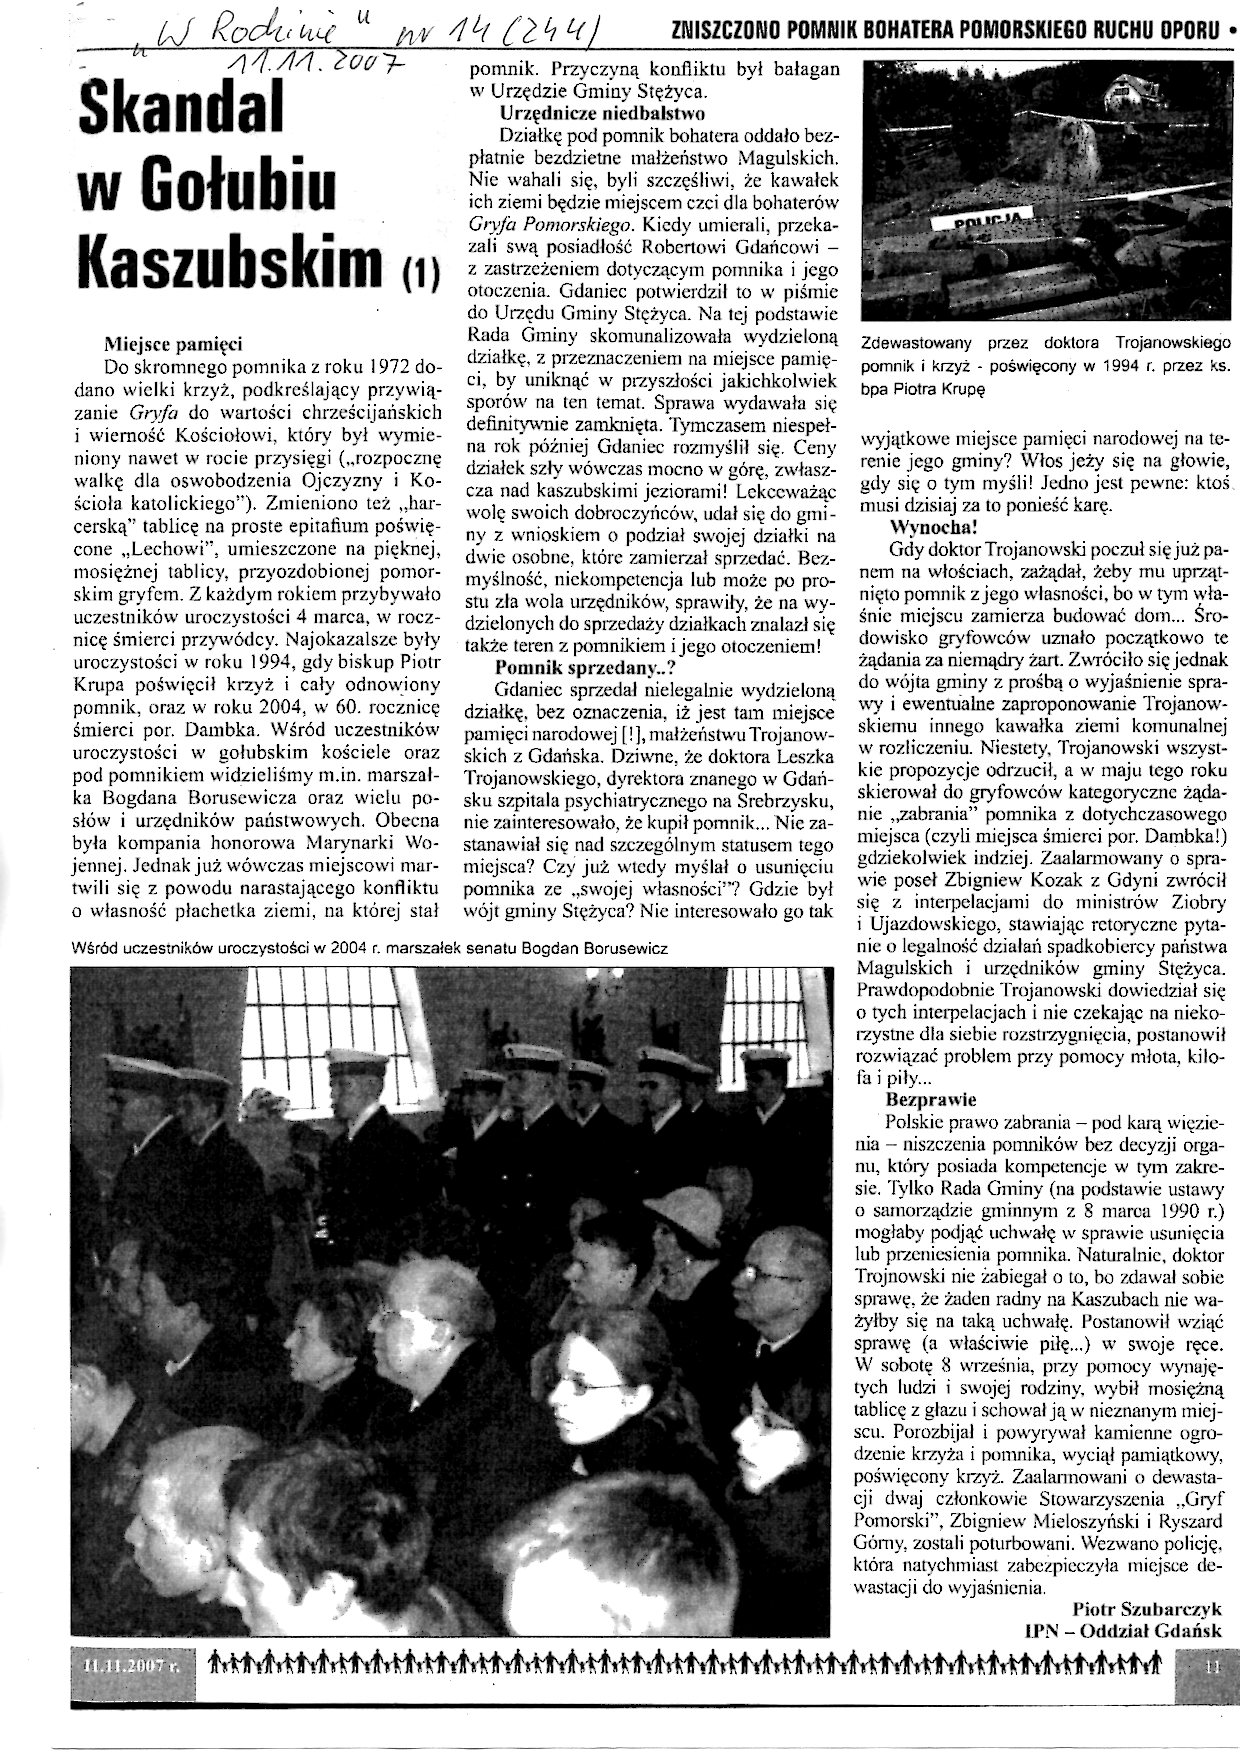 „W Rodzinie" nr 14 (244)
11.11.2007
ZNISZCZONO POMNIK BOHATERA POMORSKIEGO RUCHU OPORU •
Skandal
w Gołubiu
Kaszubskim (1)
Miejsce pamięci
Do skromnego pomnika z roku 1972 do-
dano wielki krzyż, podkreślający przywią-
zanie Gryfa do wartości chrześcijańskich
i wierność Kościołowi, który był wymie-
niony nawet w rocie przysięgi („rozpocznę
walkę dla oswobodzenia Ojczyzny i Ko-
ścioła katolickiego”). Zmieniono też „har-
cerską” tablicę na proste epitafium poświę-
cone „Lechowi”, umieszczone na pięknej,
mosiężnej tablicy, przyozdobionej pomor-
skim gryfem. Z każdym rokiem przybywało
uczestników uroczystości 4 marca, w rocz-
nicę śmierci przywódcy. Najokazalsze były
uroczystości w roku 1994, gdy biskup Piotr
Krupa poświęcił krzyż i cały odnowiony
pomnik, oraz w roku 2004, w 60. rocznicę
śmierci por. Dambka. Wśród uczestników
uroczystości w gołubskim kościele oraz
pod pomnikiem widzieliśmy m.in. marszał-
ka Bogdana Borusewicza oraz wielu po-
słów i urzędników państwowych. Obecna
była kompania honorowa Marynarki Wo-
jennej. Jednak już wówczas miejscowi mar-
twili się z powodu narastającego konfliktu
o własność płachetka ziemi, na której stał
pomnik. Przyczyną konfliktu był bałagan
w Urzędzie Gminy Stężyca.
Urzędnicze niedbalstwo
Działkę pod pomnik bohatera oddało bez-
płatnie bezdzietne małżeństwo Magulskich.
Nie wahali się, byli szczęśliwi, że kawałek
ich ziemi będzie miejscem czci dla bohaterów
Gryfa Pomorskiego. Kiedy umierali, przeka-
zali swą posiadłość Robertowi Gdańcowi –
z zastrzeżeniem dotyczącym pomnika i jego
otoczenia. Gdaniec potwierdził to w piśmie
do Urzędu Gminy Stężyca. Na tej podstawie
Rada Gminy skomunalizowała wydzieloną
działkę, z przeznaczeniem na miejsce pamię-
ci, by uniknąć w przyszłości jakichkolwiek
sporów na ten temat. Sprawa wydawała się
definitywnie zamknięta. Tymczasem niespeł-
na rok później Gdaniec rozmyślił się. Ceny
działek szły wówczas mocno w górę, zwłasz-
cza nad kaszubskimi jeziorami! Lekceważąc
wolę swoich dobroczyńców, udał się do gmi-
ny z wnioskiem o podział swojej działki na
dwie osobne, które zamierzał sprzedać. Bez-
myślność, niekompetencja lub może po pro-
stu zła wola urzędników, sprawiły, że na wy-
dzielonych do sprzedaży działkach znalazł się
także teren z pomnikiem i jego otoczeniem!
Pomnik sprzedany..?
Gdaniec sprzedał nielegalnie wydzieloną
działkę, bez oznaczenia, iż jest tam miejsce
pamięci narodowej [!], małżeństwu Trojanow-
skich z Gdańska. Dziwne, że doktora Leszka
Trojanowskiego, dyrektora znanego w Gdań-
sku szpitala psychiatrycznego na Srebrzysku,
nie zainteresowało, że kupił pomnik... Nie za-
stanawiał się nad szczególnym statusem tego
miejsca? Czy już wtedy myślał o usunięciu
pomnika ze „swojej własności”? Gdzie był
wójt gminy Stężyca? Nie interesowało go tak
POLICJA
Zdewastowany przez doktora Trojanowskiego
pomnik i krzyż - poświęcony w 1994 r. przez ks.
bpa Piotra Krupę
wyjątkowe miejsce pamięci narodowej na te-
renie jego gminy? Włos jeży się na głowie,
gdy się o tym myśli! Jedno jest pewne: ktoś
musi dzisiaj za to ponieść karę.
Wynocha!
Gdy doktor Trojanowski poczuł się już pa-
nem na włościach, zażądał, żeby mu uprząt-
nięto pomnik z jego własności, bo w tym wła-
śnie miejscu zamierza budować dom... Śro-
dowisko gryfowców uznało początkowo te
żądania za niemądry żart. Zwróciło się jednak
do wójta gminy z prośbą o wyjaśnienie spra-
wy i ewentualne zaproponowanie Trojanow-
skiemu innego kawałka ziemi komunalnej
w rozliczeniu. Niestety, Trojanowski wszyst-
kie propozycje odrzucił, a w maju tego roku
skierował do gryfowców kategoryczne żąda-
nie „zabrania” pomnika z dotychczasowego
miejsca (czyli miejsca śmierci por. Dambka!)
gdziekolwiek indziej. Zaalarmowany o spra-
wie poseł Zbigniew Kozak z Gdyni zwrócił
się z interpelacjami do ministrów Ziobry
i Ujazdowskiego, stawiając retoryczne pyta-
nie o legalność działań spadkobiercy państwa
Magulskich i urzędników gminy Stężyca.
Prawdopodobnie Trojanowski dowiedział się
o tych interpelacjach i nie czekając na nieko-
rzystne dla siebie rozstrzygnięcia, postanowił
rozwiązać problem przy pomocy młota, kilo-
fa i piły...
Bezprawie
Polskie prawo zabrania – pod karą więzie-
nia – niszczenia pomników bez decyzji orga-
nu, który posiada kompetencje w tym zakre-
sie. Tylko Rada Gminy (na podstawie ustawy
o samorządzie gminnym z 8 marca 1990 r.)
mogłaby podjąć uchwałę w sprawie usunięcia
lub przeniesienia pomnika. Naturalnie, doktor
Trojnowski nie zabiegał o to, bo zdawał sobie
sprawę, że żaden radny na Kaszubach nie wa-
żyłby się na taką uchwałę. Postanowił wziąć
sprawę (a właściwie piłę...) w swoje ręce.
W sobotę 8 września, przy pomocy wynaję-
tych ludzi i swojej rodziny, wybił mosiężną
tablicę z głazu i schował ją w nieznanym miej-
scu. Porozbijał i powyrywał kamienne ogro-
dzenie krzyża i pomnika, wyciął pamiątkowy,
poświęcony krzyż. Zaalarmowani o dewasta-
cji dwaj członkowie Stowarzyszenia „Gryf
Pomorski”, Zbigniew Mieloszyński i Ryszard
Górny, zostali poturbowani. Wezwano policję,
która natychmiast zabezpieczyła miejsce de-
wastacji do wyjaśnienia.
Piotr Szubarczyk
IPN – Oddział Gdańsk
Wśród uczestników uroczystości w 2004 r. marszałek senatu Bogdan Borusewicz
11.11.2007 r.
11